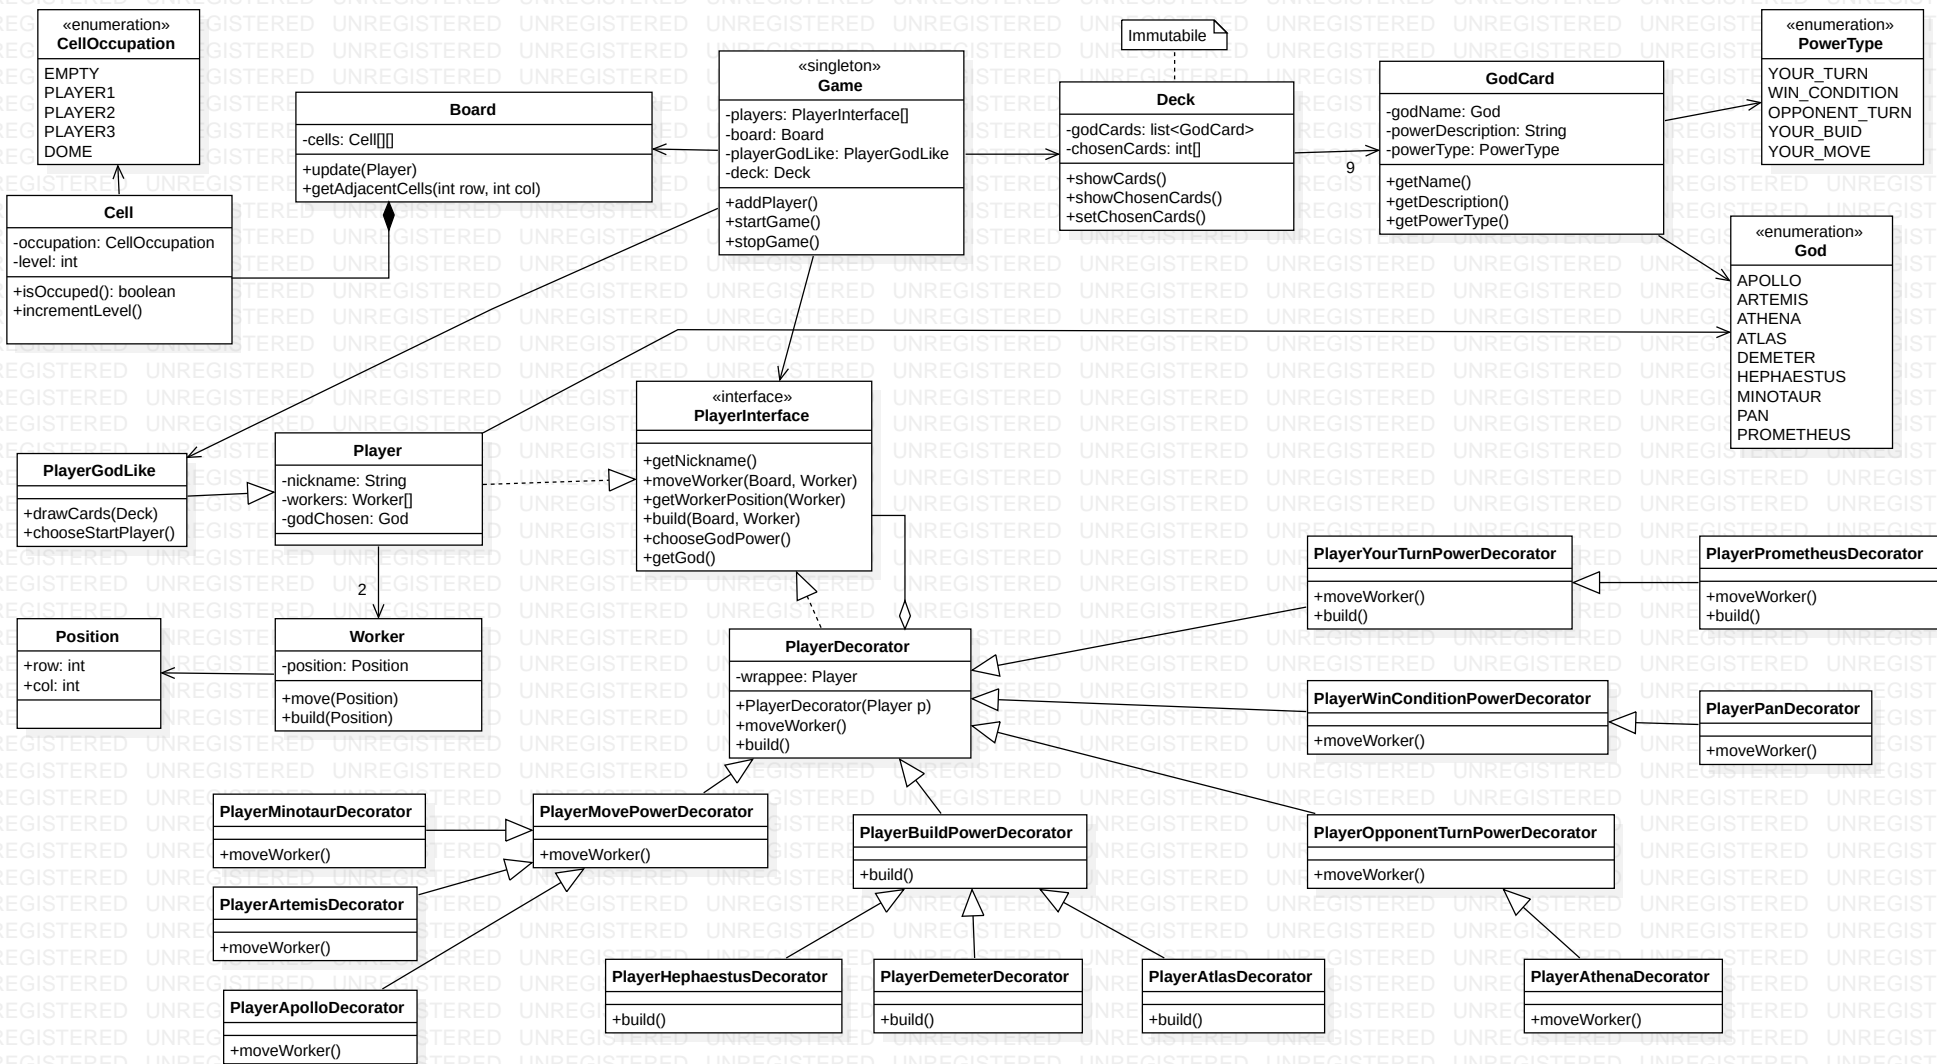 «enumeration»
CellOccupation
EMPTY
PLAYER1
PLAYER2
PLAYER3
DOME
Board
-cells: Cell[][]
+update(Player)
+getAdjacentCells(int row, int col)
«singleton»
Game
-players: PlayerInterface[]
-board: Board
-playerGodLike: PlayerGodLike
-deck: Deck
+addPlayer()
+startGame()
+stopGame()
Immutabile
Deck
-godCards: list<GodCard>
-chosenCards: int[]
+showCards()
+showChosenCards()
+setChosenCards()
9
GodCard
-godName: God
-powerDescription: String
-powerType: PowerType
+getName()
+getDescription()
+getPowerType()
«enumeration»
PowerType
YOUR_TURN
WIN_CONDITION
OPPONENT_TURN
YOUR_BUID
YOUR_MOVE
Cell
-occupation: CellOccupation
-level: int
+isOccuped(): boolean
+incrementLevel()
«enumeration»
God
APOLLO
ARTEMIS
ATHENA
ATLAS
DEMETER
HEPHAESTUS
MINOTAUR
PAN
PROMETHEUS
PlayerGodLike
+drawCards(Deck)
+chooseStartPlayer()
Player
-nickname: String
-workers: Worker[]
-godChosen: God
«interface»
PlayerInterface
+getNickname()
+moveWorker(Board, Worker)
+getWorkerPosition(Worker)
+build(Board, Worker)
+chooseGodPower()
+getGod()
2
Position
+row: int
+col: int
Worker
-position: Position
+move(Position)
+build(Position)
PlayerDecorator
-wrappee: Player
+PlayerDecorator(Player p)
+moveWorker()
+build()
PlayerYourTurnPowerDecorator
+moveWorker()
+build()
PlayerPrometheusDecorator
+moveWorker()
+build()
PlayerWinConditionPowerDecorator
+moveWorker()
PlayerPanDecorator
+moveWorker()
PlayerMinotaurDecorator
+moveWorker()
PlayerMovePowerDecorator
+moveWorker()
PlayerBuildPowerDecorator
+build()
PlayerOpponentTurnPowerDecorator
+moveWorker()
PlayerArtemisDecorator
+moveWorker()
PlayerApolloDecorator
+moveWorker()
PlayerHephaestusDecorator
+build()
PlayerDemeterDecorator
+build()
PlayerAtlasDecorator
+build()
PlayerAthenaDecorator
+moveWorker()
UNREGISTERED